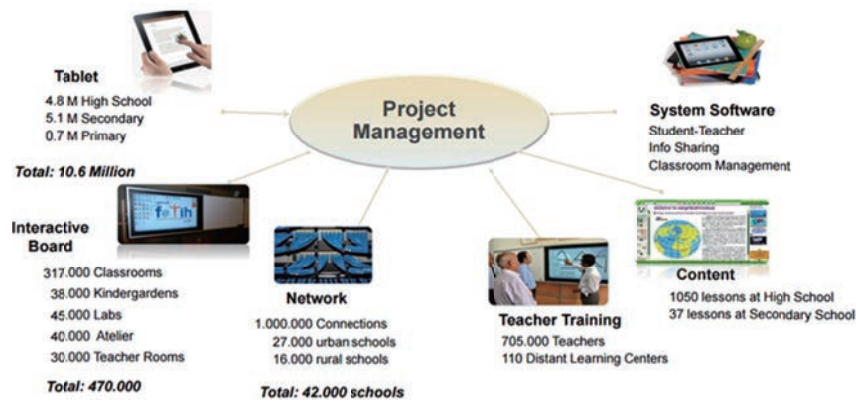 Tablet
4.8 M High School
5.1 M Secondary
0.7 M Primary
Total: 10.6 Million
Project
Management
System Software
Student-Teacher
Info Sharing
Classroom Management
Interactive
Board
fatih
317.000 Classrooms
38.000 Kindergardens
45.000 Labs
40.000 Atelier
30.000 Teacher Rooms
Total: 470.000
Network
1.000.000 Connections
27.000 urban schools
16.000 rural schools
Total: 42.000 schools
Teacher Training
705.000 Teachers
110 Distant Learning Centers
Content
1050 lessons at High School
37 lessons at Secondary School